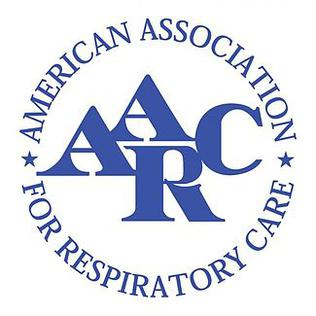 AMERICAN ASSOCIATION
AARC
FOR RESPIRATORY CARE